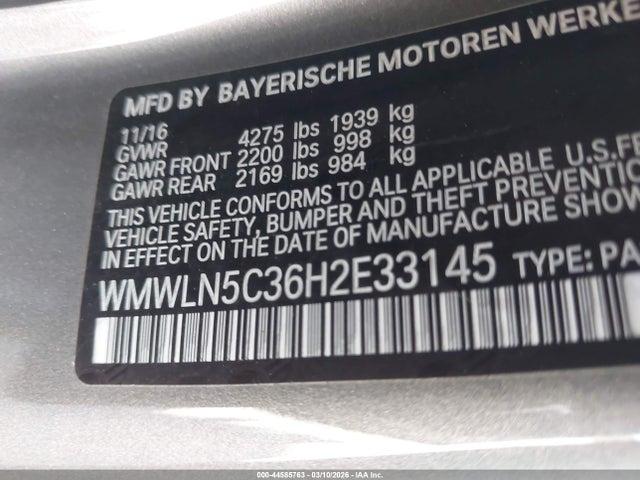 MFD BY BAYERISCHE MOTOREN WERKE
11/16
GVWR 4275 lbs 1939 kg
GAWR FRONT 2200 lbs 998 kg
GAWR REAR 2169 lbs 984 kg
THIS VEHICLE CONFORMS TO ALL APPLICABLE U.S.FE
VEHICLE SAFETY, BUMPER AND THEFT PREVENTION
IN EFFECT ON THE DATE OF MANUFACTURE SHOW
WMWLN5C36H2E33145 TYPE: PA
000-44585763 - 03/10/2026 - IAA Inc.